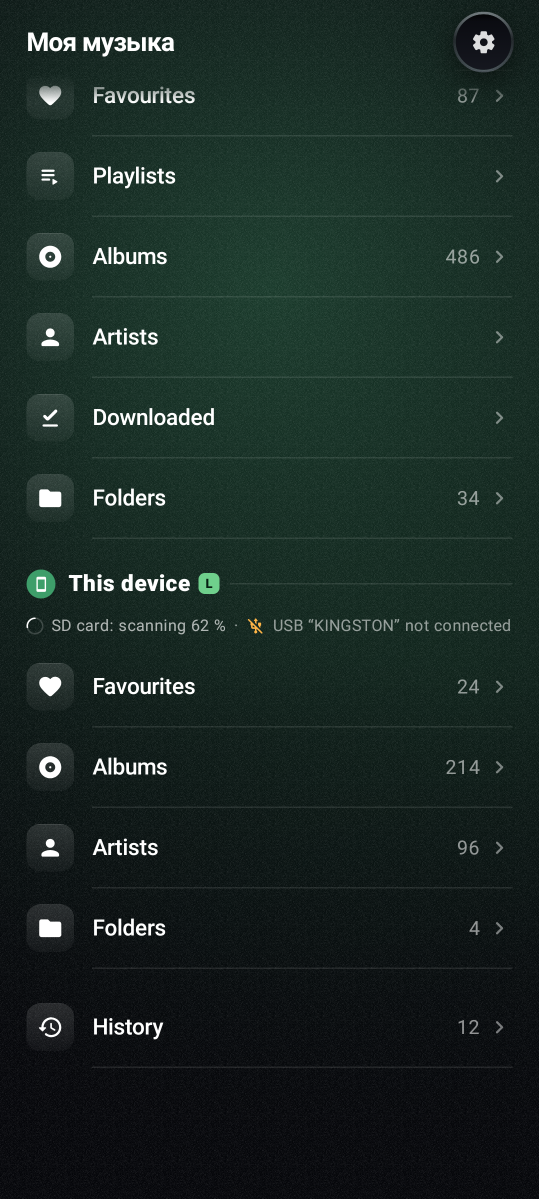 Моя музыка
Favourites 87
Playlists
Albums 486
Artists
Downloaded
Folders 34
This device L
SD card: scanning 62 % · USB “KINGSTON” not connected
Favourites 24
Albums 214
Artists 96
Folders 4
History 12